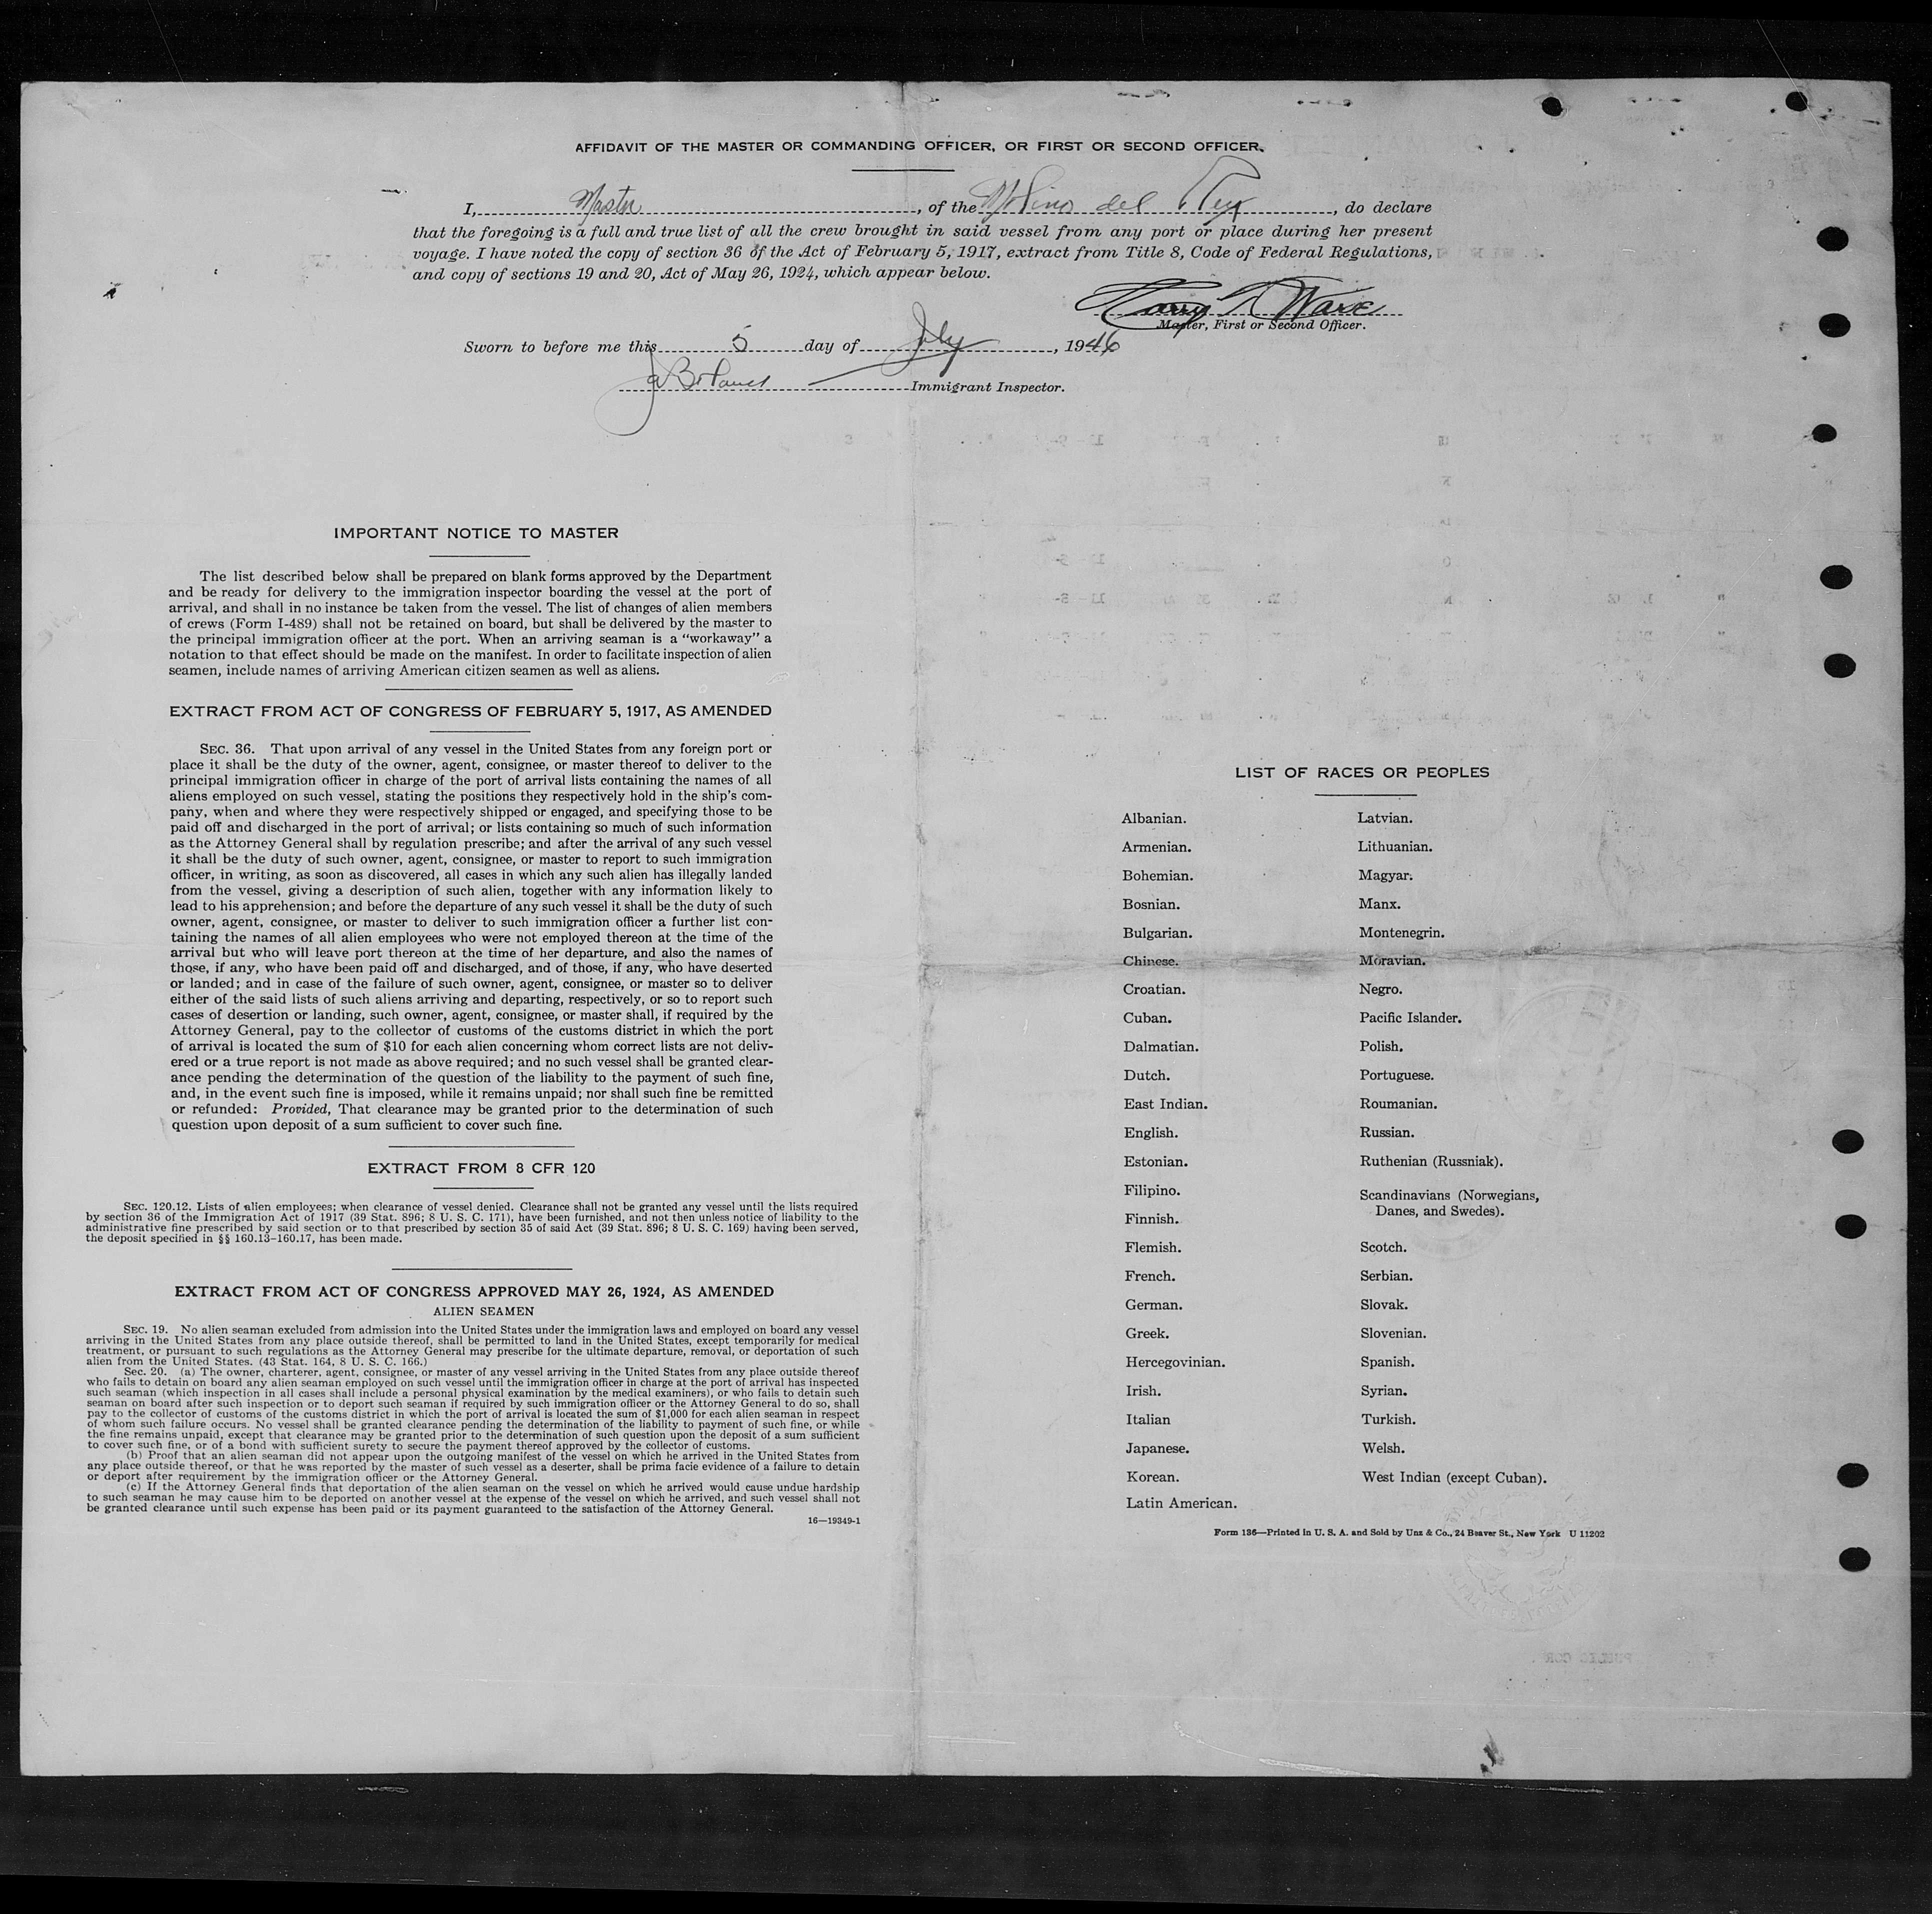 AFFIDAVIT OF THE MASTER OR COMMANDING OFFICER, OR FIRST OR SECOND OFFICER.
I, Master, of the Molino del Rey, do declare
that the foregoing is a full and true list of all the crew brought in said vessel from any port or place during her present
voyage. I have noted the copy of section 36 of the Act of February 5, 1917, extract from Title 8, Code of Federal Regulations,
and copy of sections 19 and 20, Act of May 26, 1924, which appear below.
Ware
Master, First or Second Officer.
Sworn to before me this 5 day of July, 1946
Immigrant Inspector.
IMPORTANT NOTICE TO MASTER
The list described below shall be prepared on blank forms approved by the Department
and be ready for delivery to the immigration inspector boarding the vessel at the port of
arrival, and shall in no instance be taken from the vessel. The list of changes of alien members
of crews (Form I-489) shall not be retained on board, but shall be delivered by the master to
the principal immigration officer at the port. When an arriving seaman is a "workaway" a
notation to that effect should be made on the manifest. In order to facilitate inspection of alien
seamen, include names of arriving American citizen seamen as well as aliens.
EXTRACT FROM ACT OF CONGRESS OF FEBRUARY 5, 1917, AS AMENDED
SEC. 36. That upon arrival of any vessel in the United States from any foreign port or
place it shall be the duty of the owner, agent, consignee, or master thereof to deliver to the
principal immigration officer in charge of the port of arrival lists containing the names of all
aliens employed on such vessel, stating the positions they respectively hold in the ship's com-
pany, when and where they were respectively shipped or engaged, and specifying those to be
paid off and discharged in the port of arrival; or lists containing so much of such information
as the Attorney General shall by regulation prescribe; and after the arrival of any such vessel
it shall be the duty of such owner, agent, consignee, or master to report to such immigration
officer, in writing, as soon as discovered, all cases in which any such alien has illegally landed
from the vessel, giving a description of such alien, together with any information likely to
lead to his apprehension; and before the departure of any such vessel it shall be the duty of such
owner, agent, consignee, or master to deliver to such immigration officer a further list con-
taining the names of all alien employees who were not employed thereon at the time of the
arrival but who will leave port thereon at the time of her departure, and also the names of
those, if any, who have been paid off and discharged, and of those, if any, who have deserted
or landed; and in case of the failure of such owner, agent, consignee, or master so to deliver
either of the said lists of such aliens arriving and departing, respectively, or so to report such
cases of desertion or landing, such owner, agent, consignee, or master shall, if required by the
Attorney General, pay to the collector of customs of the customs district in which the port
of arrival is located the sum of $10 for each alien concerning whom correct lists are not deliv-
ered or a true report is not made as above required; and no such vessel shall be granted clear-
ance pending the determination of the question of the liability to the payment of such fine,
and, in the event such fine is imposed, while it remains unpaid; nor shall such fine be remitted
or refunded: Provided, That clearance may be granted prior to the determination of such
question upon deposit of a sum sufficient to cover such fine.
EXTRACT FROM 8 CFR 120
SEC. 120.12. Lists of alien employees; when clearance of vessel denied. Clearance shall not be granted any vessel until the lists required
by section 36 of the Immigration Act of 1917 (39 Stat. 896; 8 U. S. C. 171), have been furnished, and not then unless notice of liability to the
administrative fine prescribed by said section or to that prescribed by section 35 of said Act (39 Stat. 896; 8 U. S. C. 169) having been served,
the deposit specified in §§ 160.13–160.17, has been made.
EXTRACT FROM ACT OF CONGRESS APPROVED MAY 26, 1924, AS AMENDED
ALIEN SEAMEN
SEC. 19. No alien seaman excluded from admission into the United States under the immigration laws and employed on board any vessel
arriving in the United States from any place outside thereof, shall be permitted to land in the United States, except temporarily for medical
treatment, or pursuant to such regulations as the Attorney General may prescribe for the ultimate departure, removal, or deportation of such
alien from the United States. (43 Stat. 164, 8 U. S. C. 166.)
Sec. 20. (a) The owner, charterer, agent, consignee, or master of any vessel arriving in the United States from any place outside thereof
who fails to detain on board any alien seaman employed on such vessel until the immigration officer in charge at the port of arrival has inspected
such seaman (which inspection in all cases shall include a personal physical examination by the medical examiners), or who fails to detain such
seaman on board after such inspection or to deport such seaman if required by such immigration officer or the Attorney General to do so, shall
pay to the collector of customs of the customs district in which the port of arrival is located the sum of $1,000 for each alien seaman in respect
of whom such failure occurs. No vessel shall be granted clearance pending the determination of the liability to payment of such fine, or while
the fine remains unpaid, except that clearance may be granted prior to the determination of such question upon the deposit of a sum sufficient
to cover such fine, or of a bond with sufficient surety to secure the payment thereof approved by the collector of customs.
(b) Proof that an alien seaman did not appear upon the outgoing manifest of the vessel on which he arrived in the United States from
any place outside thereof, or that he was reported by the master of such vessel as a deserter, shall be prima facie evidence of a failure to detain
or deport after requirement by the immigration officer or the Attorney General.
(c) If the Attorney General finds that deportation of the alien seaman on the vessel on which he arrived would cause undue hardship
to such seaman he may cause him to be deported on another vessel at the expense of the vessel on which he arrived, and such vessel shall not
be granted clearance until such expense has been paid or its payment guaranteed to the satisfaction of the Attorney General.
16—19349-1
LIST OF RACES OR PEOPLES
Albanian.
Armenian.
Bohemian.
Bosnian.
Bulgarian.
Chinese.
Croatian.
Cuban.
Dalmatian.
Dutch.
East Indian.
English.
Estonian.
Filipino.
Finnish.
Flemish.
French.
German.
Greek.
Hercegovinian.
Irish.
Italian
Japanese.
Korean.
Latin American.
Latvian.
Lithuanian.
Magyar.
Manx.
Montenegrin.
Moravian.
Negro.
Pacific Islander.
Polish.
Portuguese.
Roumanian.
Russian.
Ruthenian (Russniak).
Scandinavians (Norwegians,
Danes, and Swedes).
Scotch.
Serbian.
Slovak.
Slovenian.
Spanish.
Syrian.
Turkish.
Welsh.
West Indian (except Cuban).
Form 136—Printed in U. S. A. and Sold by Unz & Co., 24 Beaver St., New York U 11202